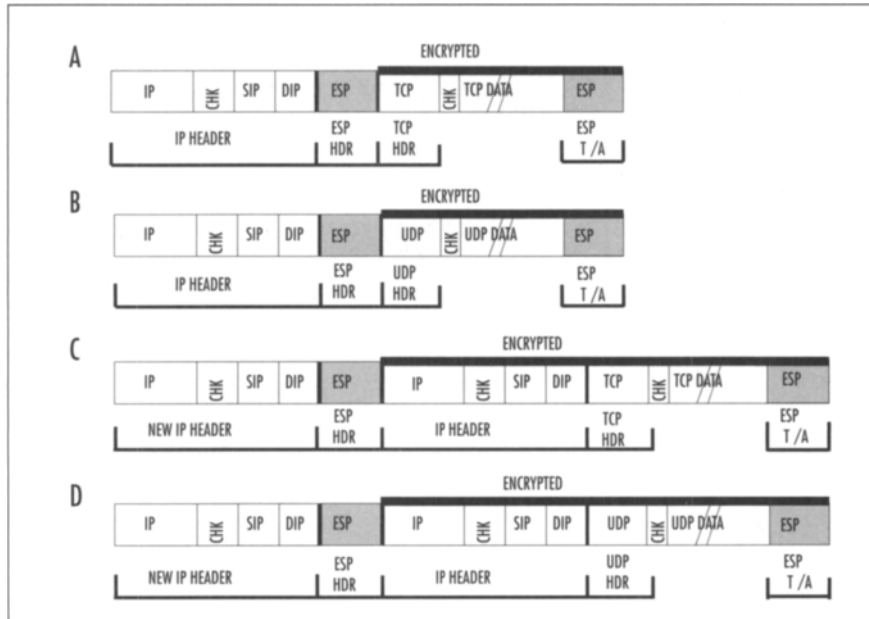 A
ENCRYPTED
IP CHK SIP DIP ESP TCP CHK TCP DATA ESP
IP HEADER ESP HDR TCP HDR ESP T/A
B
ENCRYPTED
IP CHK SIP DIP ESP UDP CHK UDP DATA ESP
IP HEADER ESP HDR UDP HDR ESP T/A
C
ENCRYPTED
IP CHK SIP DIP ESP IP CHK SIP DIP TCP CHK TCP DATA ESP
NEW IP HEADER ESP HDR IP HEADER TCP HDR ESP T/A
D
ENCRYPTED
IP CHK SIP DIP ESP IP CHK SIP DIP UDP CHK UDP DATA ESP
NEW IP HEADER ESP HDR IP HEADER UDP HDR ESP T/A